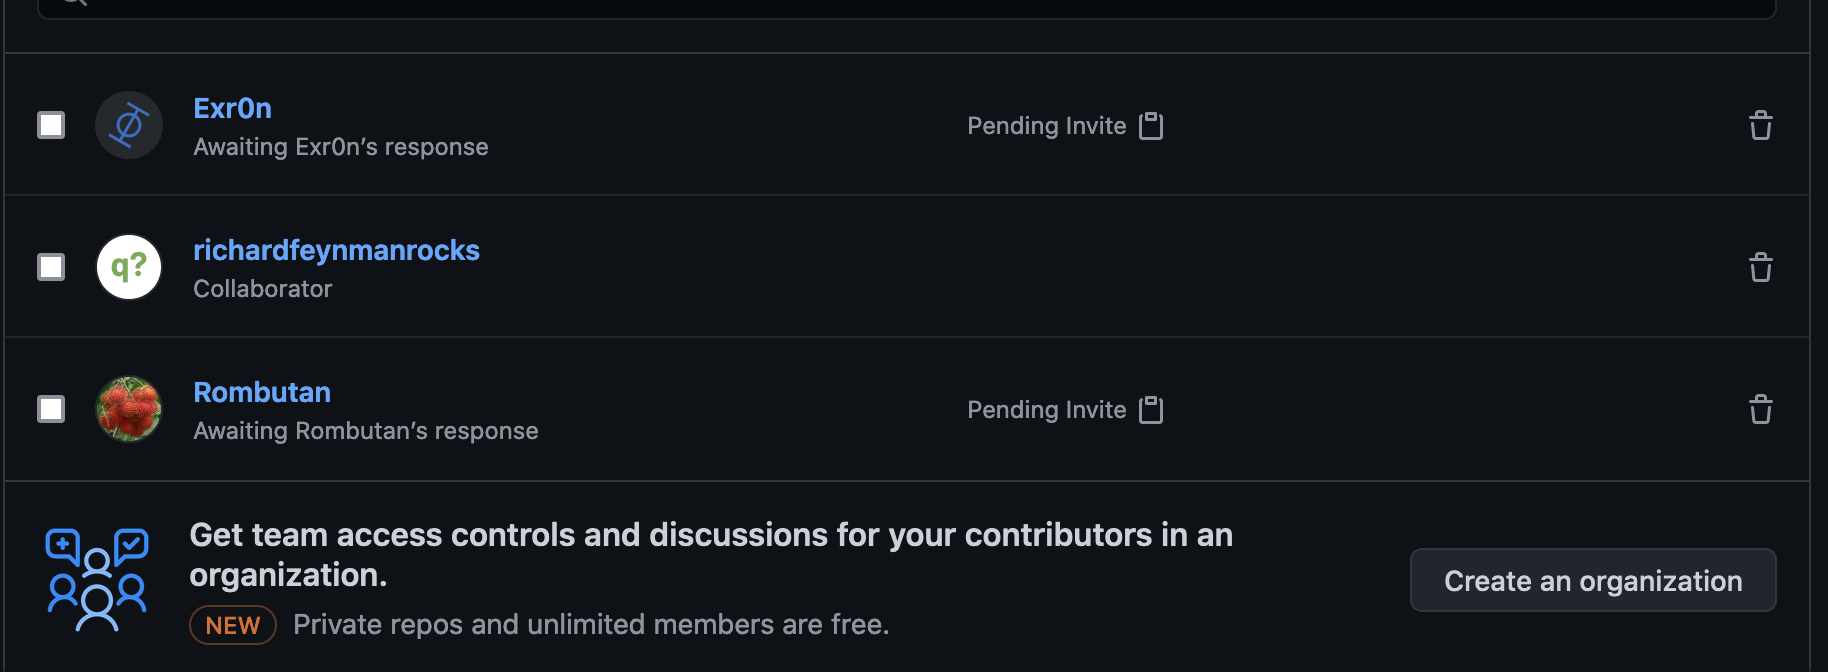 Exr0n
Awaiting Exr0n’s response
Pending Invite
q?
richardfeynmanrocks
Collaborator
Rombutan
Awaiting Rombutan’s response
Pending Invite
Get team access controls and discussions for your contributors in an
organization.
NEW Private repos and unlimited members are free.
Create an organization